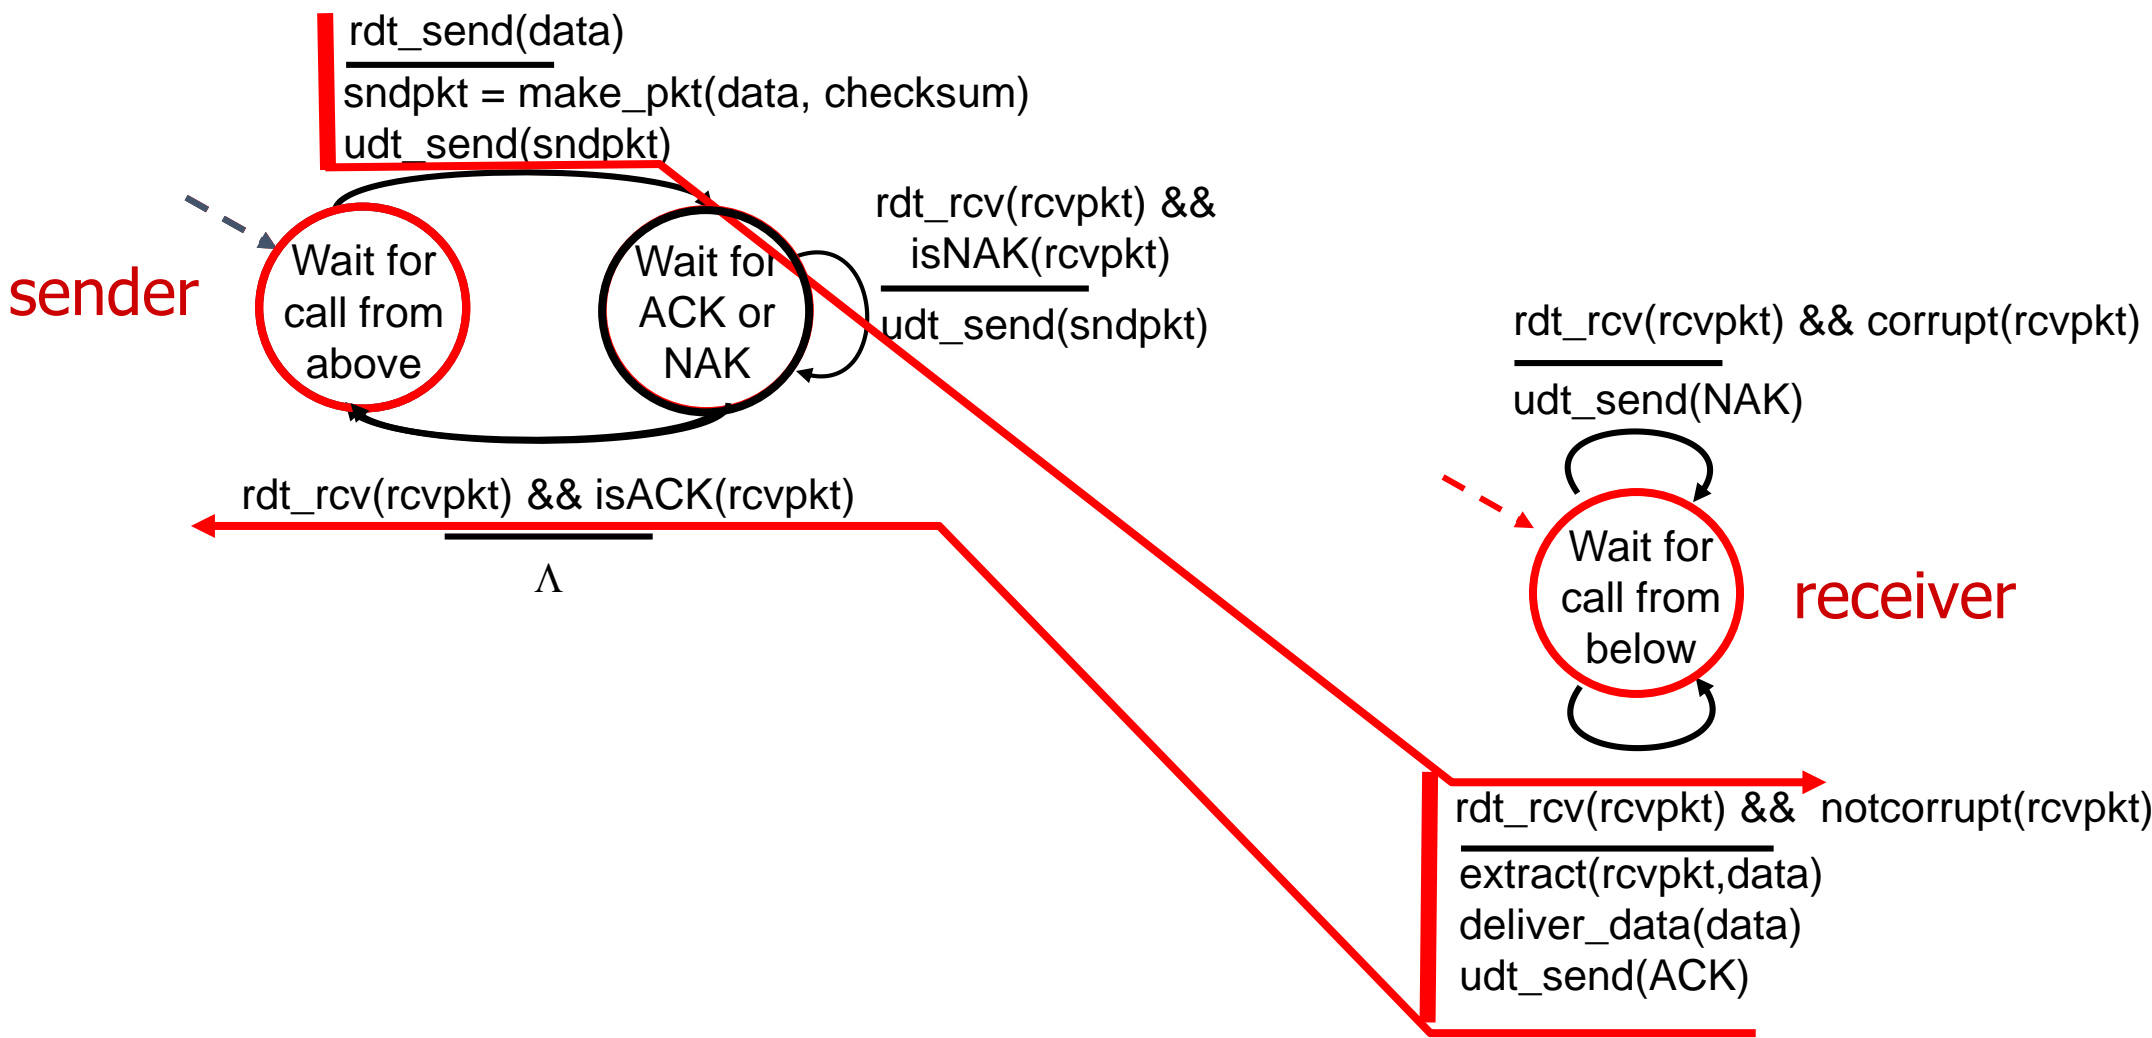 rdt_send(data)
sndpkt = make_pkt(data, checksum)
udt_send(sndpkt)
sender
Wait for
call from
above
Wait for
ACK or
NAK
rdt_rcv(rcvpkt) &&
isNAK(rcvpkt)
udt_send(sndpkt)
rdt_rcv(rcvpkt) && isACK(rcvpkt)
Λ
rdt_rcv(rcvpkt) && corrupt(rcvpkt)
udt_send(NAK)
Wait for
call from
below
receiver
rdt_rcv(rcvpkt) && notcorrupt(rcvpkt)
extract(rcvpkt,data)
deliver_data(data)
udt_send(ACK)